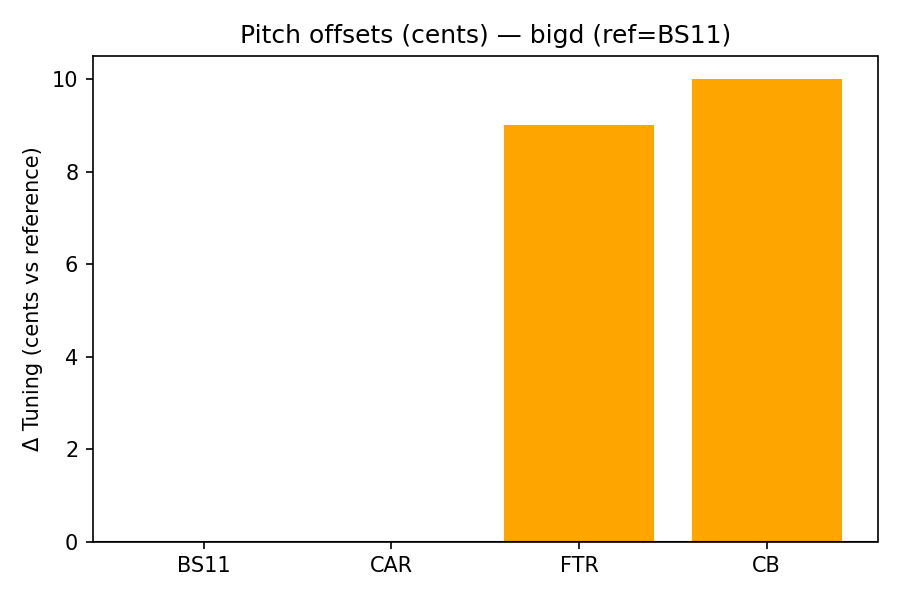 Pitch offsets (cents) — bigd (ref=BS11)
Δ Tuning (cents vs reference)
10
8
6
4
2
0
BS11 CAR FTR CB